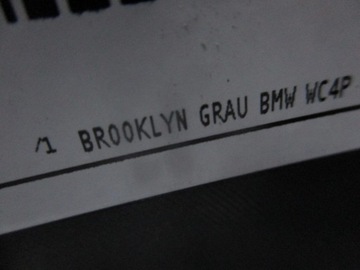 /1 BROOKLYN GRAU BMW WC4P